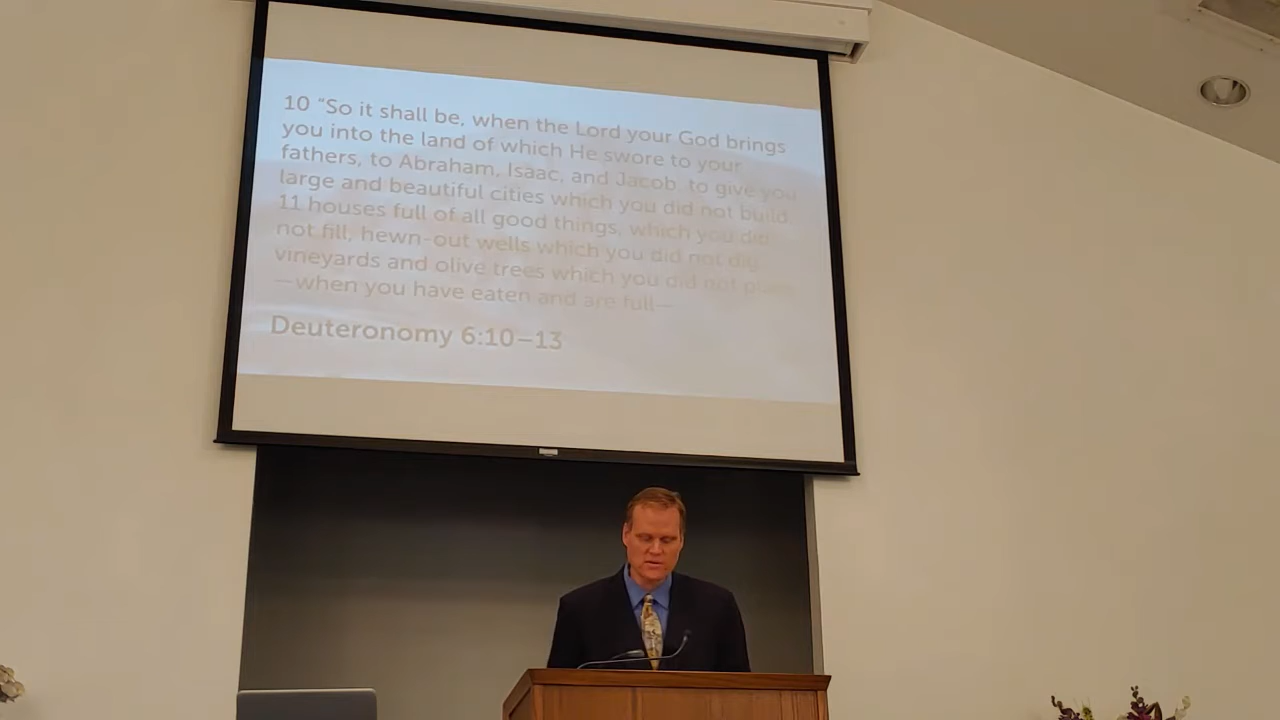 10 “So it shall be, when the Lord your God brings
you into the land of which He swore to your
fathers, to Abraham, Isaac, and Jacob, to give you
large and beautiful cities which you did not build,
11 houses full of all good things, which you did
not fill, hewn-out wells which you did not dig,
vineyards and olive trees which you did not plant
—when you have eaten and are full—
Deuteronomy 6:10–13